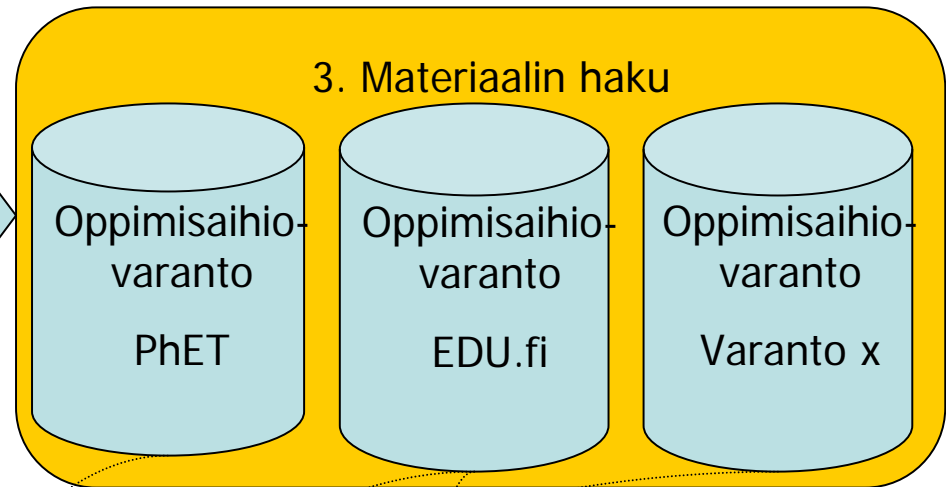 3. Materiaalin haku
Oppimisaihio-
varanto
PhET
Oppimisaihio-
varanto
EDU.fi
Oppimisaihio-
varanto
Varanto x